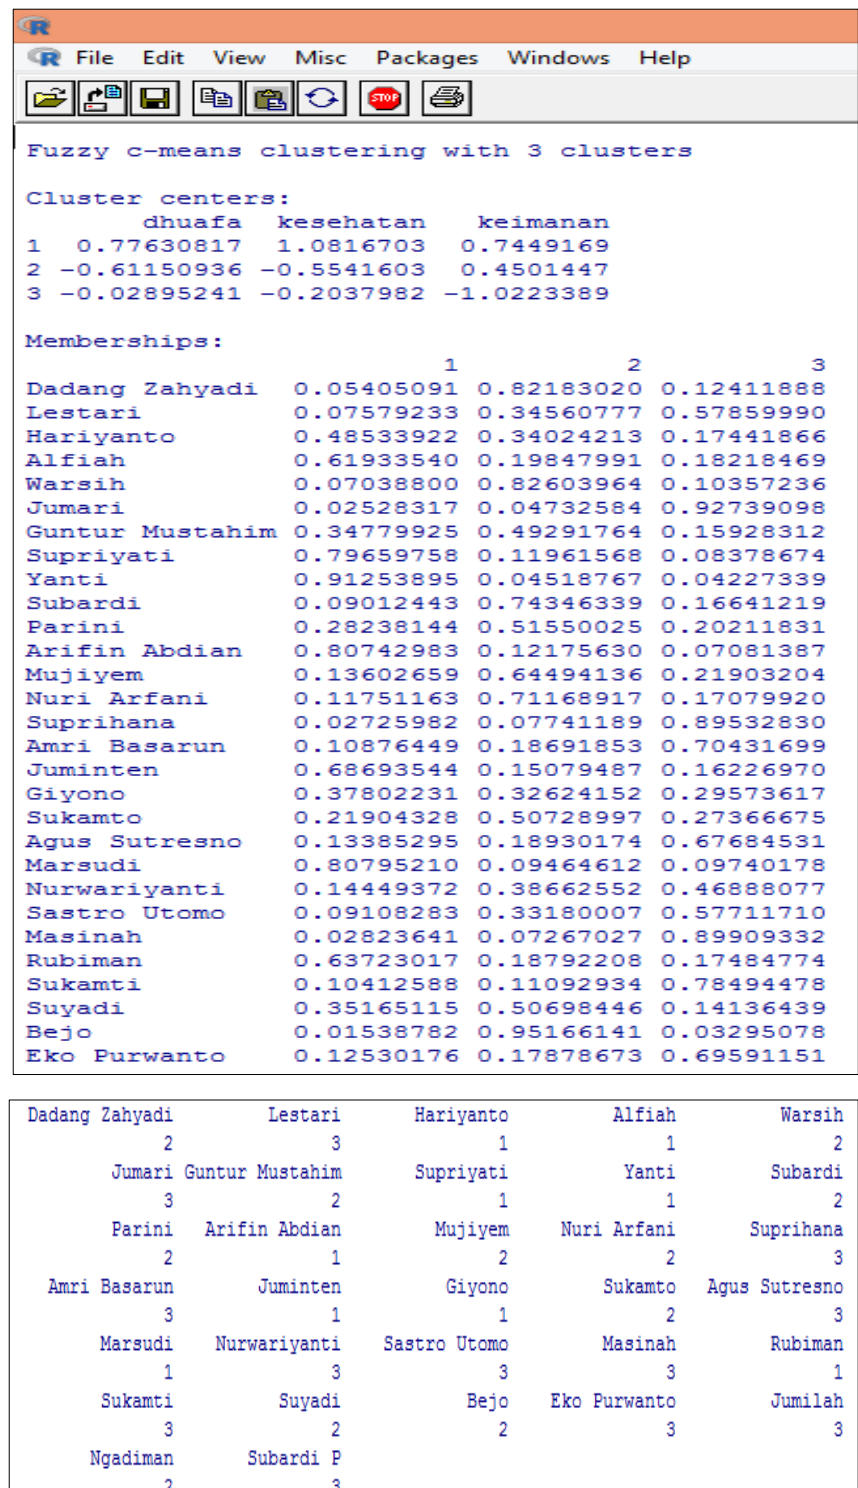 R
R File Edit View Misc Packages Windows Help
STOP
Fuzzy c-means clustering with 3 clusters
Cluster centers:
dhuafa kesehatan keimanan
1 0.77630817 1.0816703 0.7449169
2 -0.61150936 -0.5541603 0.4501447
3 -0.02895241 -0.2037982 -1.0223389
Memberships:
1 2 3
Dadang Zahyadi 0.05405091 0.82183020 0.12411888
Lestari 0.07579233 0.34560777 0.57859990
Hariyanto 0.48533922 0.34024213 0.17441866
Alfiah 0.61933540 0.19847991 0.18218469
Warsih 0.07038800 0.82603964 0.10357236
Jumari 0.02528317 0.04732584 0.92739098
Guntur Mustahim 0.34779925 0.49291764 0.15928312
Supriyati 0.79659758 0.11961568 0.08378674
Yanti 0.91253895 0.04518767 0.04227339
Subardi 0.09012443 0.74346339 0.16641219
Parini 0.28238144 0.51550025 0.20211831
Arifin Abdian 0.80742983 0.12175630 0.07081387
Mujiyem 0.13602659 0.64494136 0.21903204
Nuri Arfani 0.11751163 0.71168917 0.17079920
Suprihana 0.02725982 0.07741189 0.89532830
Amri Basarun 0.10876449 0.18691853 0.70431699
Juminten 0.68693544 0.15079487 0.16226970
Giyono 0.37802231 0.32624152 0.29573617
Sukamto 0.21904328 0.50728997 0.27366675
Agus Sutresno 0.13385295 0.18930174 0.67684531
Marsudi 0.80795210 0.09464612 0.09740178
Nurwariyanti 0.14449372 0.38662552 0.46888077
Sastro Utomo 0.09108283 0.33180007 0.57711710
Masinah 0.02823641 0.07267027 0.89909332
Rubiman 0.63723017 0.18792208 0.17484774
Sukamti 0.10412588 0.11092934 0.78494478
Suyadi 0.35165115 0.50698446 0.14136439
Bejo 0.01538782 0.95166141 0.03295078
Eko Purwanto 0.12530176 0.17878673 0.69591151
Dadang Zahyadi Lestari Hariyanto Alfiah Warsih
2 3 1 1 2
Jumari Guntur Mustahim Supriyati Yanti Subardi
3 2 1 1 2
Parini Arifin Abdian Mujiyem Nuri Arfani Suprihana
2 1 2 2 3
Amri Basarun Juminten Giyono Sukamto Agus Sutresno
3 1 1 2 3
Marsudi Nurwariyanti Sastro Utomo Masinah Rubiman
1 3 3 3 1
Sukamti Suyadi Bejo Eko Purwanto Jumilah
3 2 2 3 3
Ngadiman Subardi P
2 3